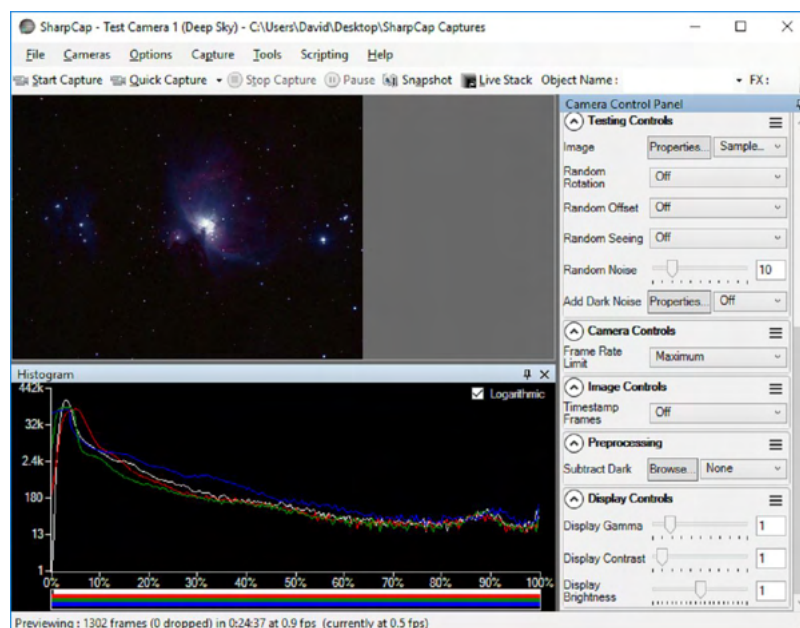 SharpCap - Test Camera 1 (Deep Sky) - C:\Users\David\Desktop\SharpCap Captures
File Cameras Options Capture Tools Scripting Help
Start Capture Quick Capture Stop Capture Pause Snapshot Live Stack Object Name : FX :
Camera Control Panel
Testing Controls
Image Properties... Sample...
Random Rotation Off
Random Offset Off
Random Seeing Off
Random Noise 10
Add Dark Noise Properties... Off
Camera Controls
Frame Rate Limit Maximum
Image Controls
Timestamp Frames Off
Preprocessing
Subtract Dark Browse... None
Display Controls
Display Gamma 1
Display Contrast 1
Display Brightness 1
Histogram
Logarithmic
442k
32k
2.4k
180
13
1
0% 10% 20% 30% 40% 50% 60% 70% 80% 90% 100%
Previewing : 1302 frames (0 dropped) in 0:24:37 at 0.9 fps (currently at 0.5 fps)